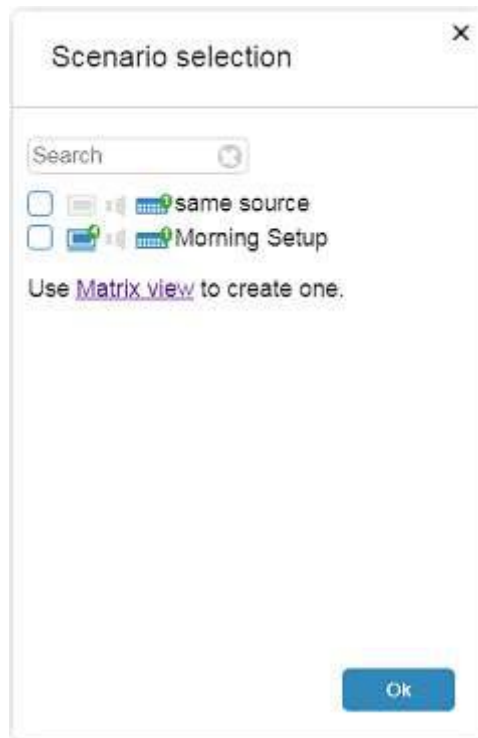 Scenario selection
Search
same source
Morning Setup
Use Matrix view to create one.
Ok